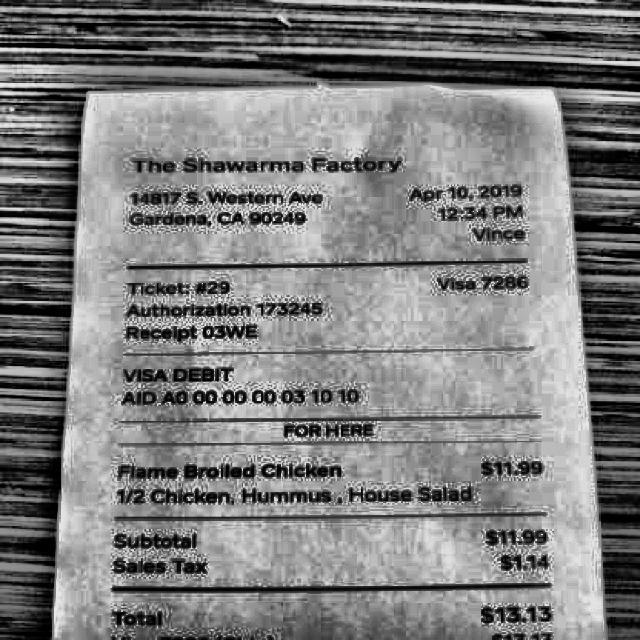 The Shawarma Factory
14817 S. Western Ave
Gardena, CA 90249
Apr 10, 2019
12:34 PM
Vince
Ticket: #29
Visa 7286
Authorization 173245
Receipt 03WE
VISA DEBIT
AID A0 00 00 00 03 10 10
FOR HERE
Flame Broiled Chicken $11.99
1/2 Chicken, Hummus , House Salad
Subtotal $11.99
Sales Tax $1.14
Total $13.13